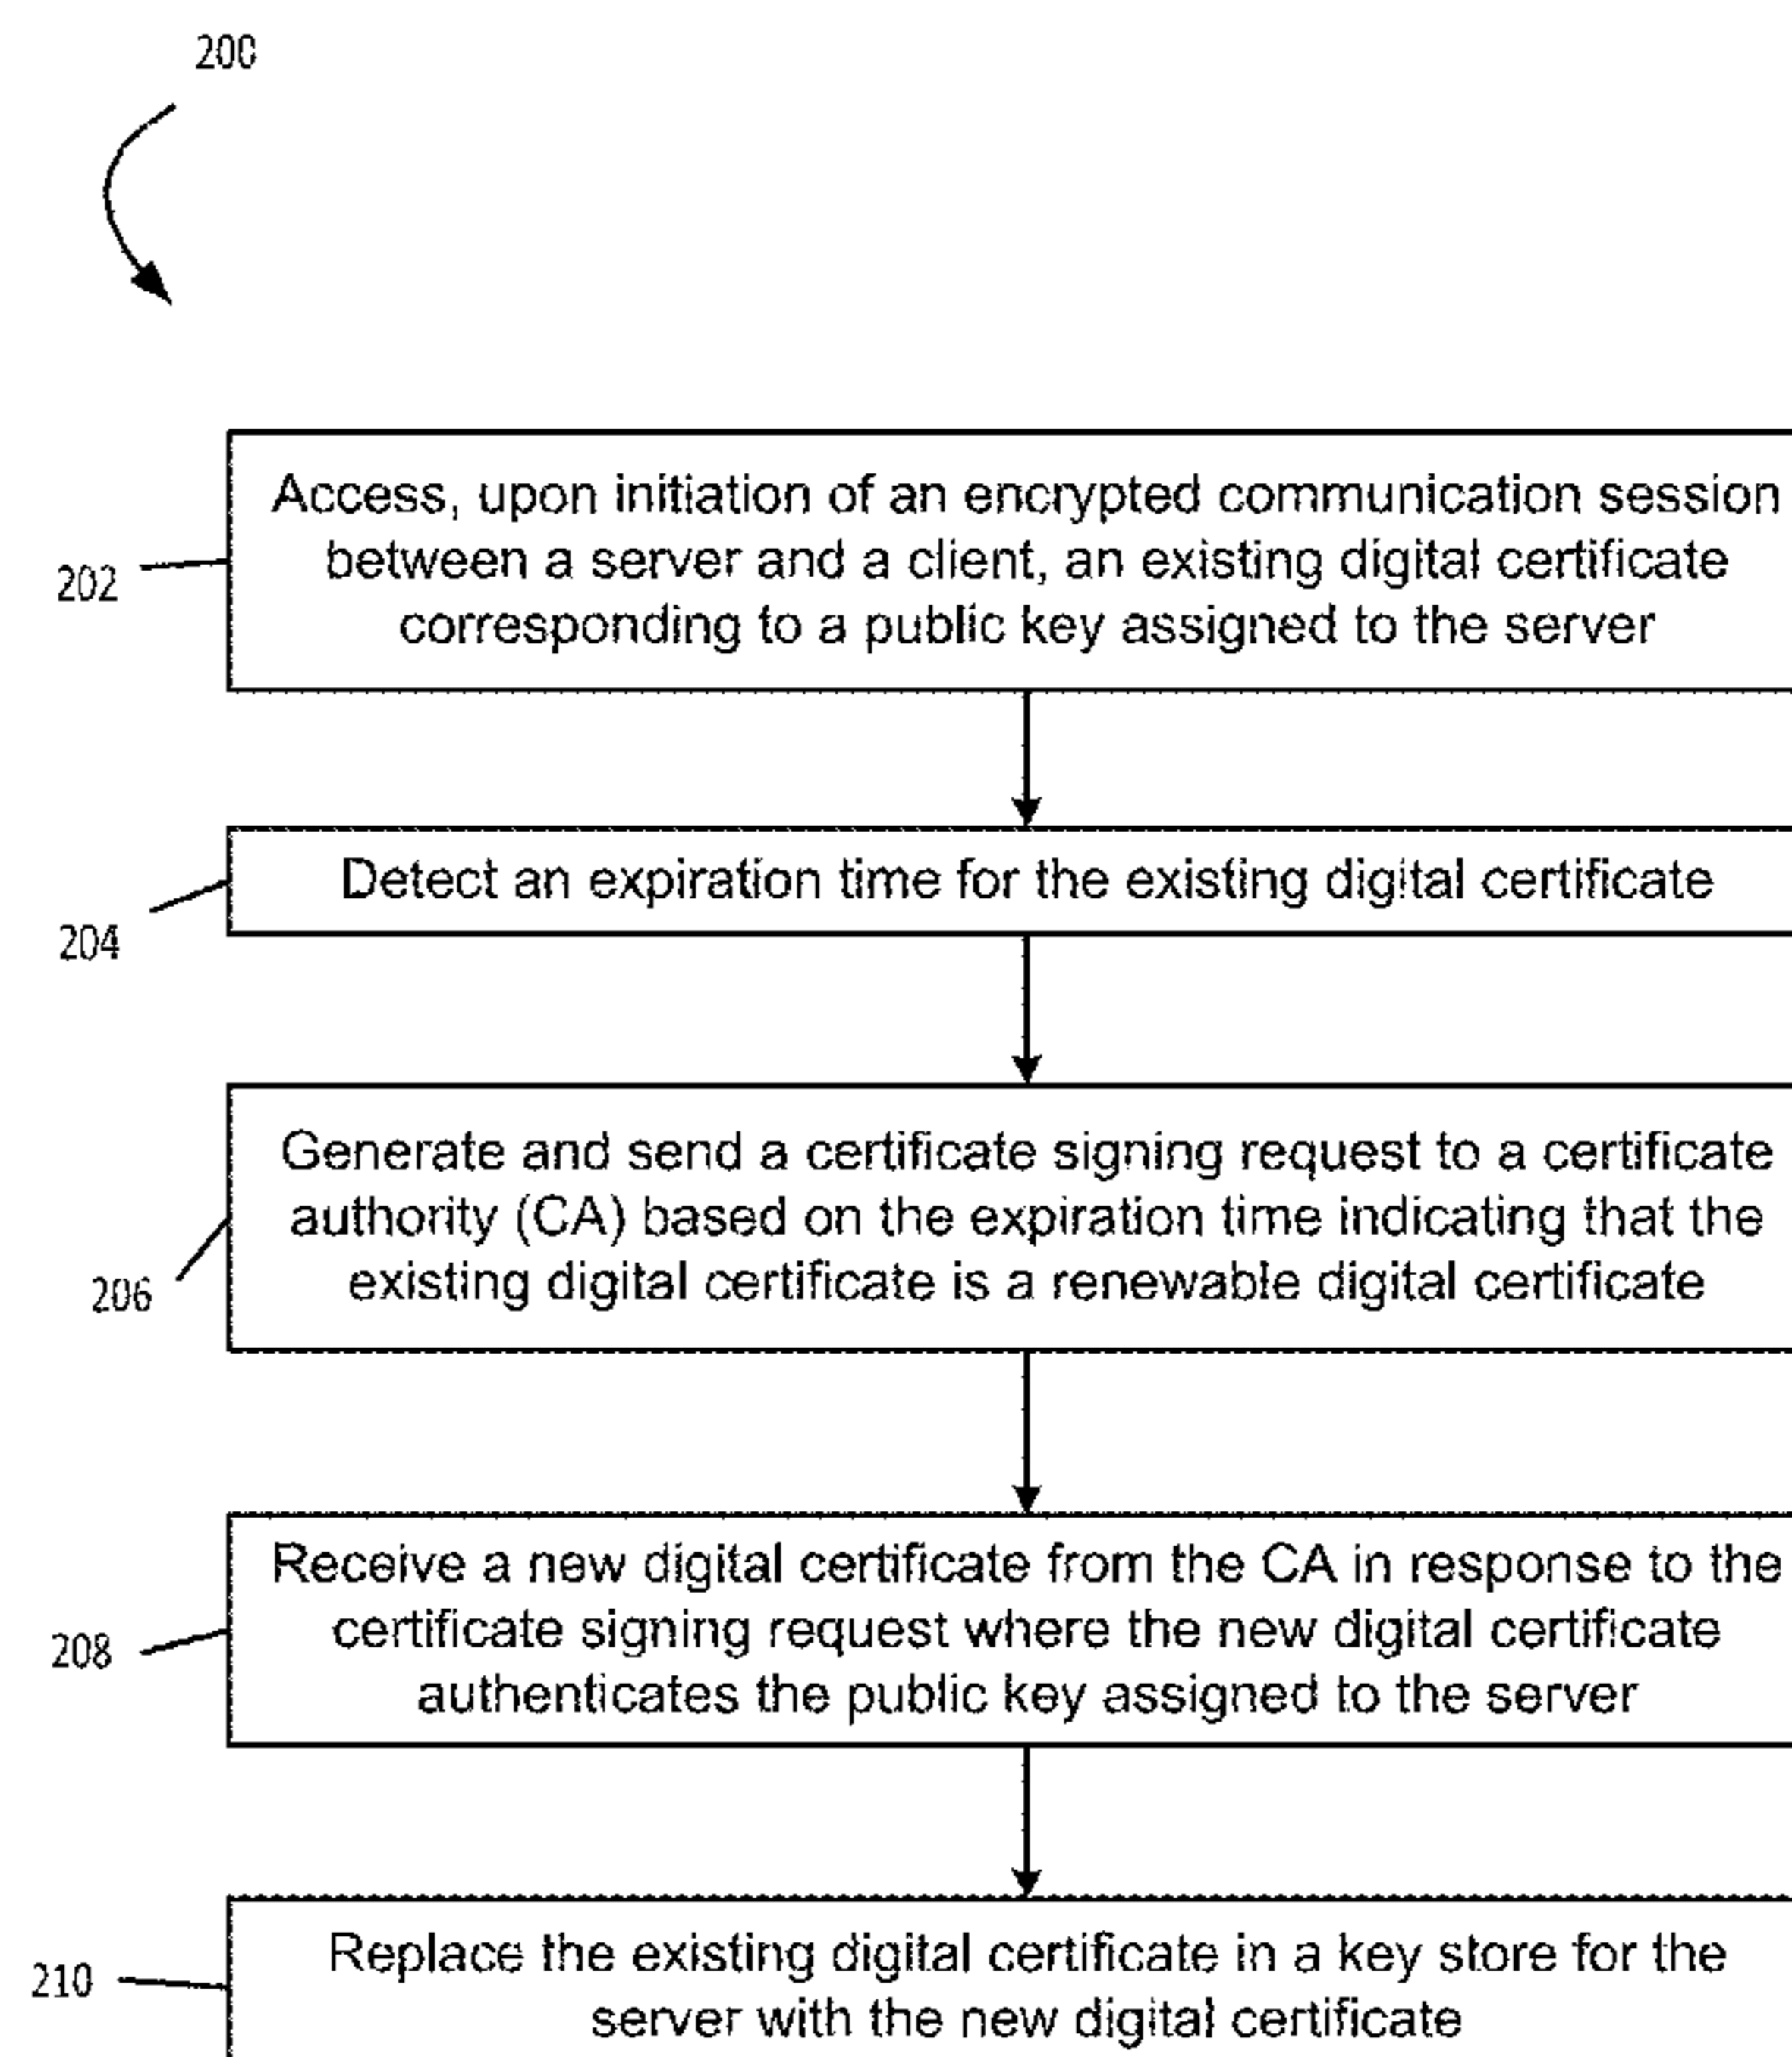 200
Access, upon initiation of an encrypted communication session
between a server and a client, an existing digital certificate
corresponding to a public key assigned to the server
202
Detect an expiration time for the existing digital certificate
204
Generate and send a certificate signing request to a certificate
authority (CA) based on the expiration time indicating that the
existing digital certificate is a renewable digital certificate
206
Receive a new digital certificate from the CA in response to the
certificate signing request where the new digital certificate
authenticates the public key assigned to the server
208
Replace the existing digital certificate in a key store for the
server with the new digital certificate
210